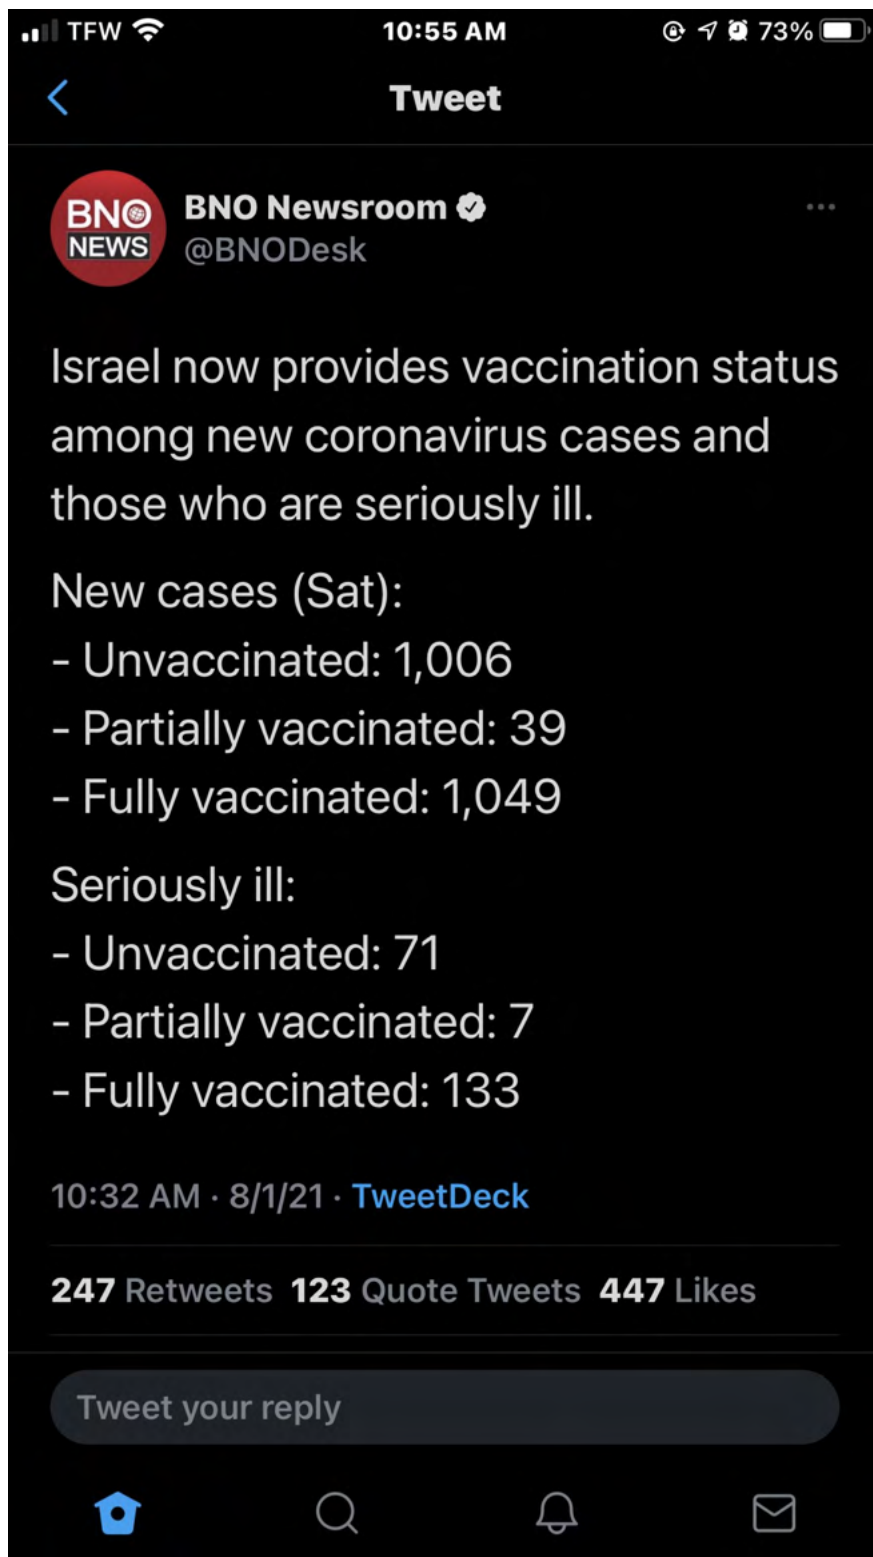 TFW 10:55 AM 73%
Tweet
BNO NEWS
BNO Newsroom
@BNODesk
Israel now provides vaccination status
among new coronavirus cases and
those who are seriously ill.
New cases (Sat):
- Unvaccinated: 1,006
- Partially vaccinated: 39
- Fully vaccinated: 1,049
Seriously ill:
- Unvaccinated: 71
- Partially vaccinated: 7
- Fully vaccinated: 133
10:32 AM · 8/1/21 · TweetDeck
247 Retweets 123 Quote Tweets 447 Likes
Tweet your reply